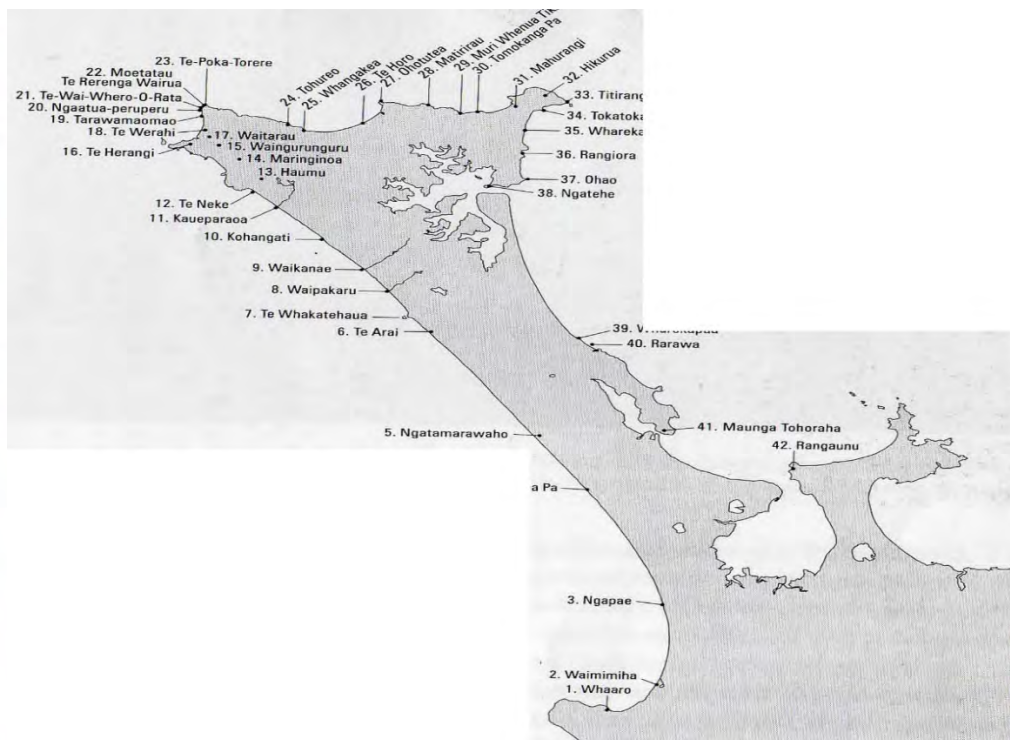 23. Te-Poka-Torere
22. Moetatau
Te Rerenga Wairua
21. Te-Wai-Whero-O-Rata
20. Ngaatua-peruperu
19. Tarawamaomao
18. Te Werahi
17. Waitarau
16. Te Herangi
15. Waingurunguru
14. Maringinoa
13. Haumu
12. Te Neke
11. Kaueparaoa
10. Kohangati
9. Waikanae
8. Waipakaru
7. Te Whakatehaua
6. Te Arai
5. Ngatamarawaho
a Pa
3. Ngapae
2. Waimimiha
1. Whaaro
24. Tohureo
25. Whangakea
26. Te Horo
27. Ohotutea
28. Matirirau
29. Muri Whenua
30. Tomokanga Pa
31. Mahurangi
32. Hikurua
33. Titirang
34. Tokatoka
35. Whareka
36. Rangiora
37. Ohao
38. Ngatehe
39.
40. Rarawa
41. Maunga Tohoraha
42. Rangaunu